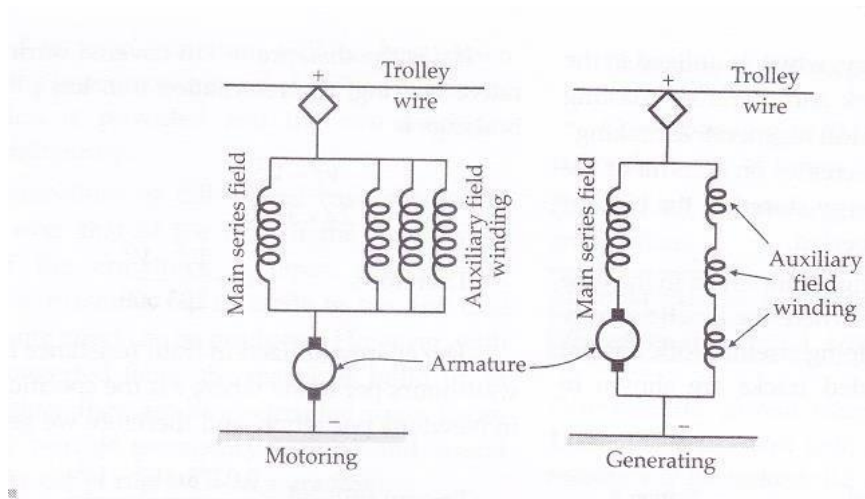 +
Trolley
wire
Main series field
Auxiliary field
winding
–
Motoring
Armature
+
Trolley
wire
Main series field
Auxiliary
field
winding
–
Generating